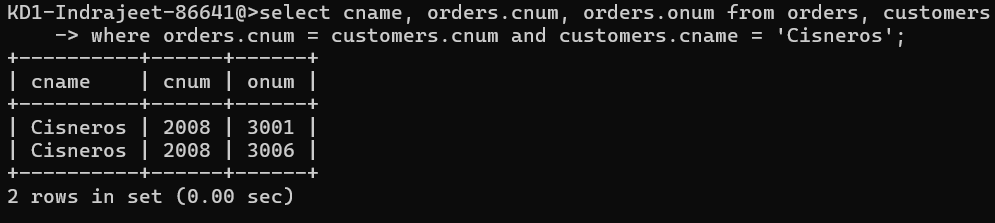 KD1-Indrajeet-86641@>select cname, orders.cnum, orders.onum from orders, customers
    -> where orders.cnum = customers.cnum and customers.cname = 'Cisneros';
+----------+------+------+
| cname    | cnum | onum |
+----------+------+------+
| Cisneros | 2008 | 3001 |
| Cisneros | 2008 | 3006 |
+----------+------+------+
2 rows in set (0.00 sec)